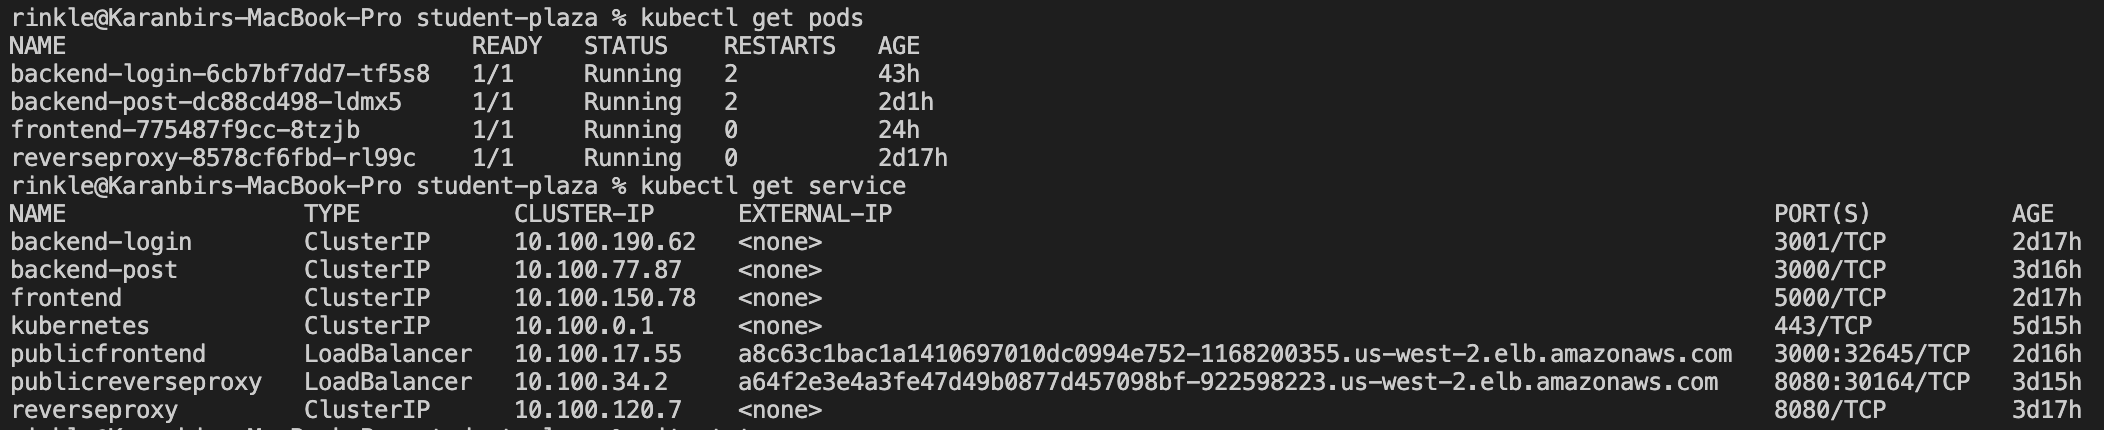 rinkle@Karanbirs-MacBook-Pro student-plaza % kubectl get pods
NAME READY STATUS RESTARTS AGE
backend-login-6cb7bf7dd7-tf5s8 1/1 Running 2 43h
backend-post-dc88cd498-ldmx5 1/1 Running 2 2d1h
frontend-775487f9cc-8tzjb 1/1 Running 0 24h
reverseproxy-8578cf6fbd-rl99c 1/1 Running 0 2d17h
rinkle@Karanbirs-MacBook-Pro student-plaza % kubectl get service
NAME TYPE CLUSTER-IP EXTERNAL-IP PORT(S) AGE
backend-login ClusterIP 10.100.190.62 <none> 3001/TCP 2d17h
backend-post ClusterIP 10.100.77.87 <none> 3000/TCP 3d16h
frontend ClusterIP 10.100.150.78 <none> 5000/TCP 2d17h
kubernetes ClusterIP 10.100.0.1 <none> 443/TCP 5d15h
publicfrontend LoadBalancer 10.100.17.55 a8c63c1bac1a1410697010dc0994e752-1168200355.us-west-2.elb.amazonaws.com 3000:32645/TCP 2d16h
publicreverseproxy LoadBalancer 10.100.34.2 a64f2e3e4a3fe47d49b0877d457098bf-922598223.us-west-2.elb.amazonaws.com 8080:30164/TCP 3d15h
reverseproxy ClusterIP 10.100.120.7 <none> 8080/TCP 3d17h